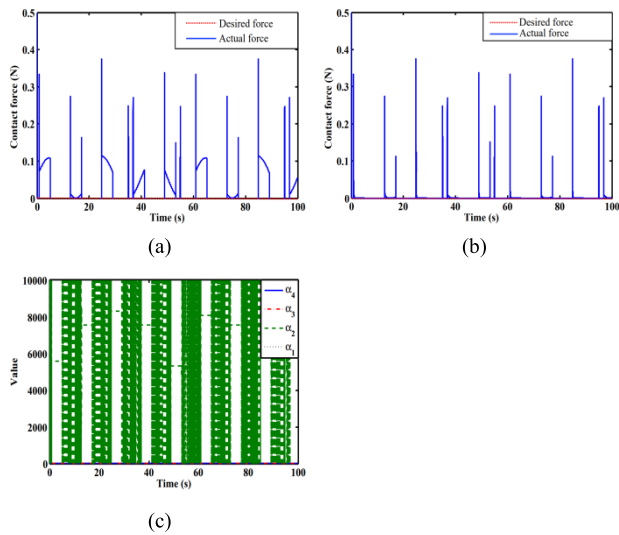 0.5
0.4
0.3
0.2
0.1
0
Contact force (N)
0 20 40 60 80 100
Time (s)
Desired force
Actual force
(a)
0.5
0.4
0.3
0.2
0.1
0
Contact force (N)
0 20 40 60 80 100
Time (s)
Desired force
Actual force
(b)
10000
8000
6000
4000
2000
0
Value
0 20 40 60 80 100
Time (s)
α4
α3
α2
α1
(c)